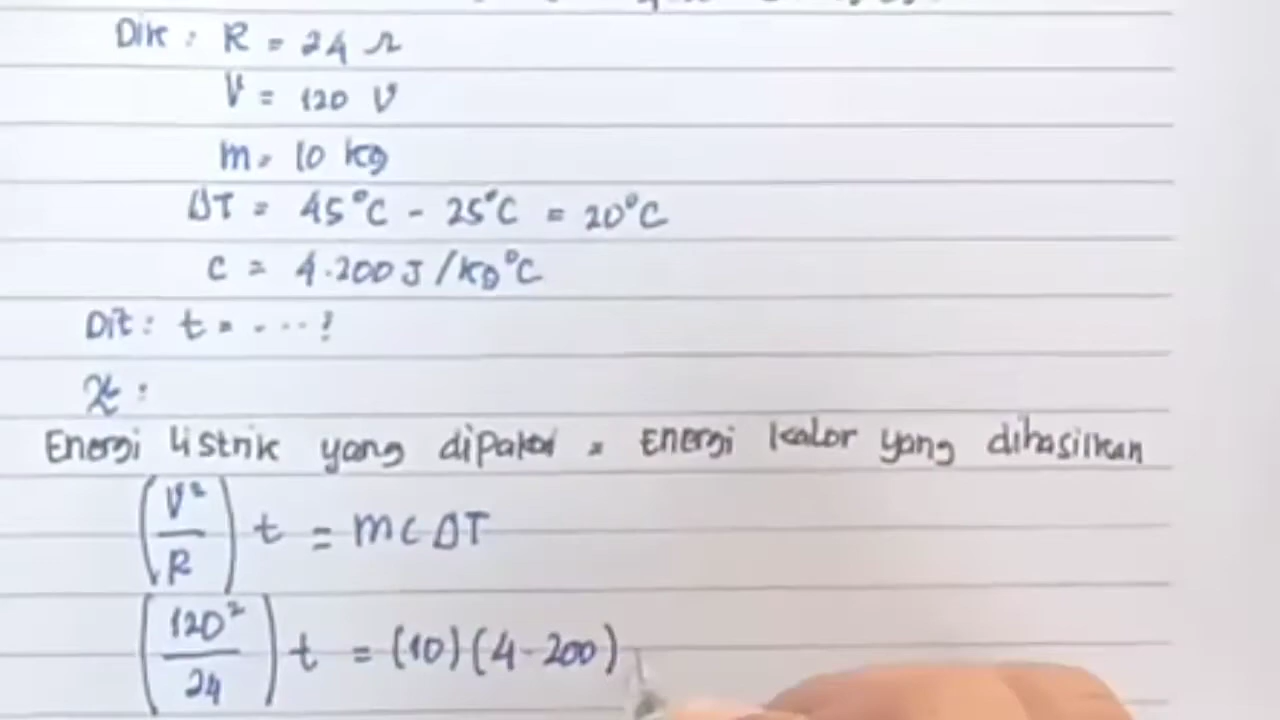 Dik : R = 24 Ω
V = 120 V
m = 10 kg
ΔT = 45°C - 25°C = 20°C
c = 4.200 J/kg°C
Dit : t = .... ?
Energi listrik yang dipakai = Energi kalor yang dihasilkan
(V²/R) t = m c ΔT
(120²/24) t = (10)(4.200)